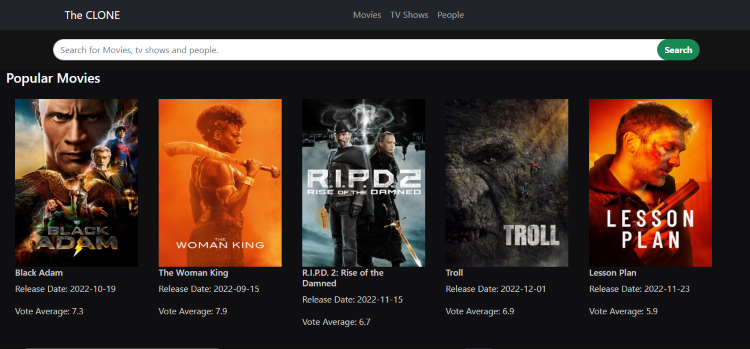 The CLONE
Movies TV Shows People
Search for Movies, tv shows and people.
Search
Popular Movies
BLACK
ADAM
THE
WOMAN KING
R.I.P.D.2
RISE OF THE DAMNED
TROLL
LESSON
PLAN
Black Adam
Release Date: 2022-10-19
Vote Average: 7.3
The Woman King
Release Date: 2022-09-15
Vote Average: 7.9
R.I.P.D. 2: Rise of the
Damned
Release Date: 2022-11-15
Vote Average: 6.7
Troll
Release Date: 2022-12-01
Vote Average: 6.9
Lesson Plan
Release Date: 2022-11-23
Vote Average: 5.9